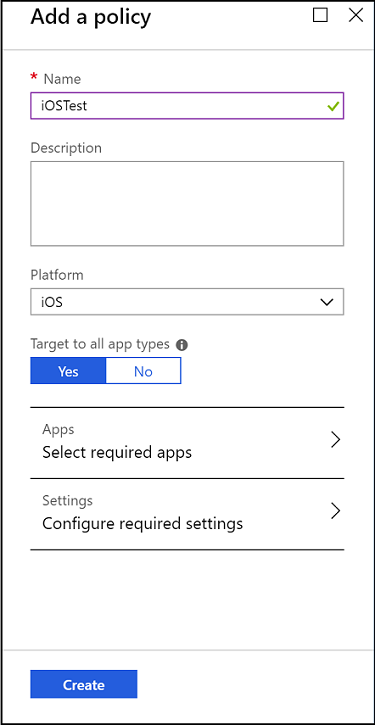 Add a policy
* Name
iOSTest
Description
Platform
iOS
Target to all app types
Yes No
Apps
Select required apps
Settings
Configure required settings
Create